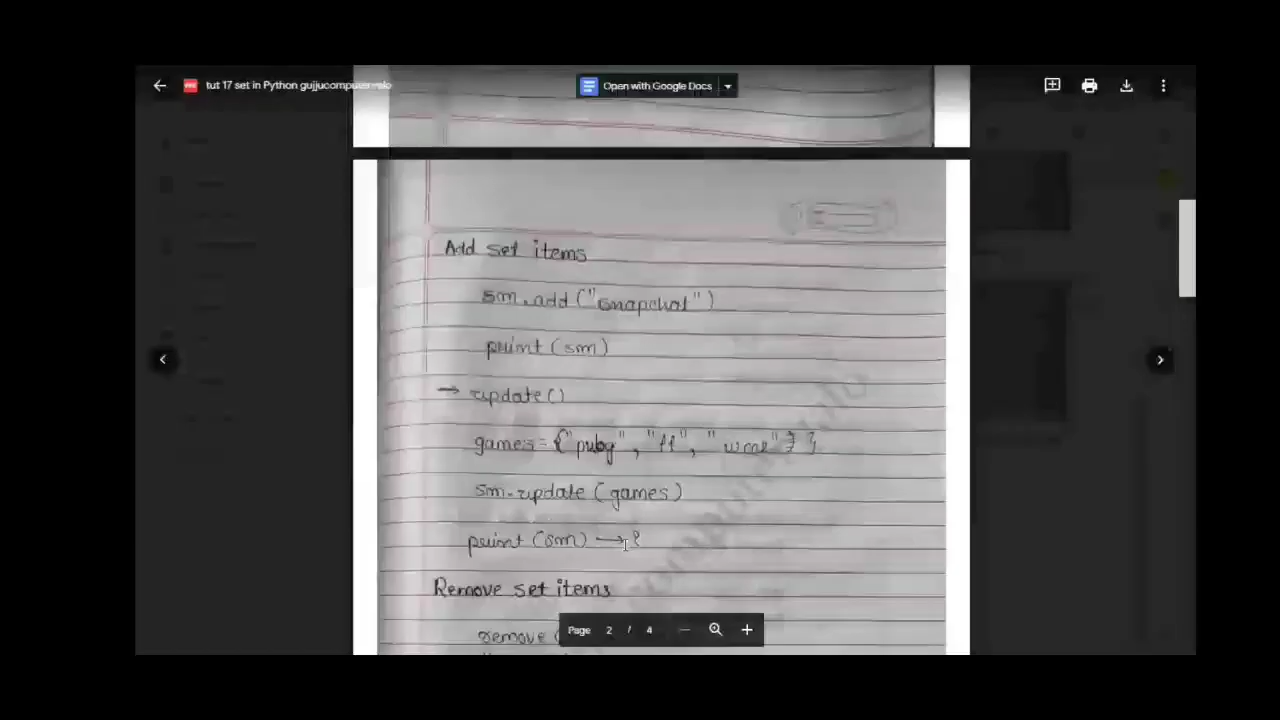 tut 17 set in Python
Open with Google Docs
Add set items
sm.add ("snapchat")
print (sm)
→ update()
games = {"pubg", "ff", " " } }
sm.update (games)
print (sm) → ?
Remove set items
remove (
Page 2 / 4